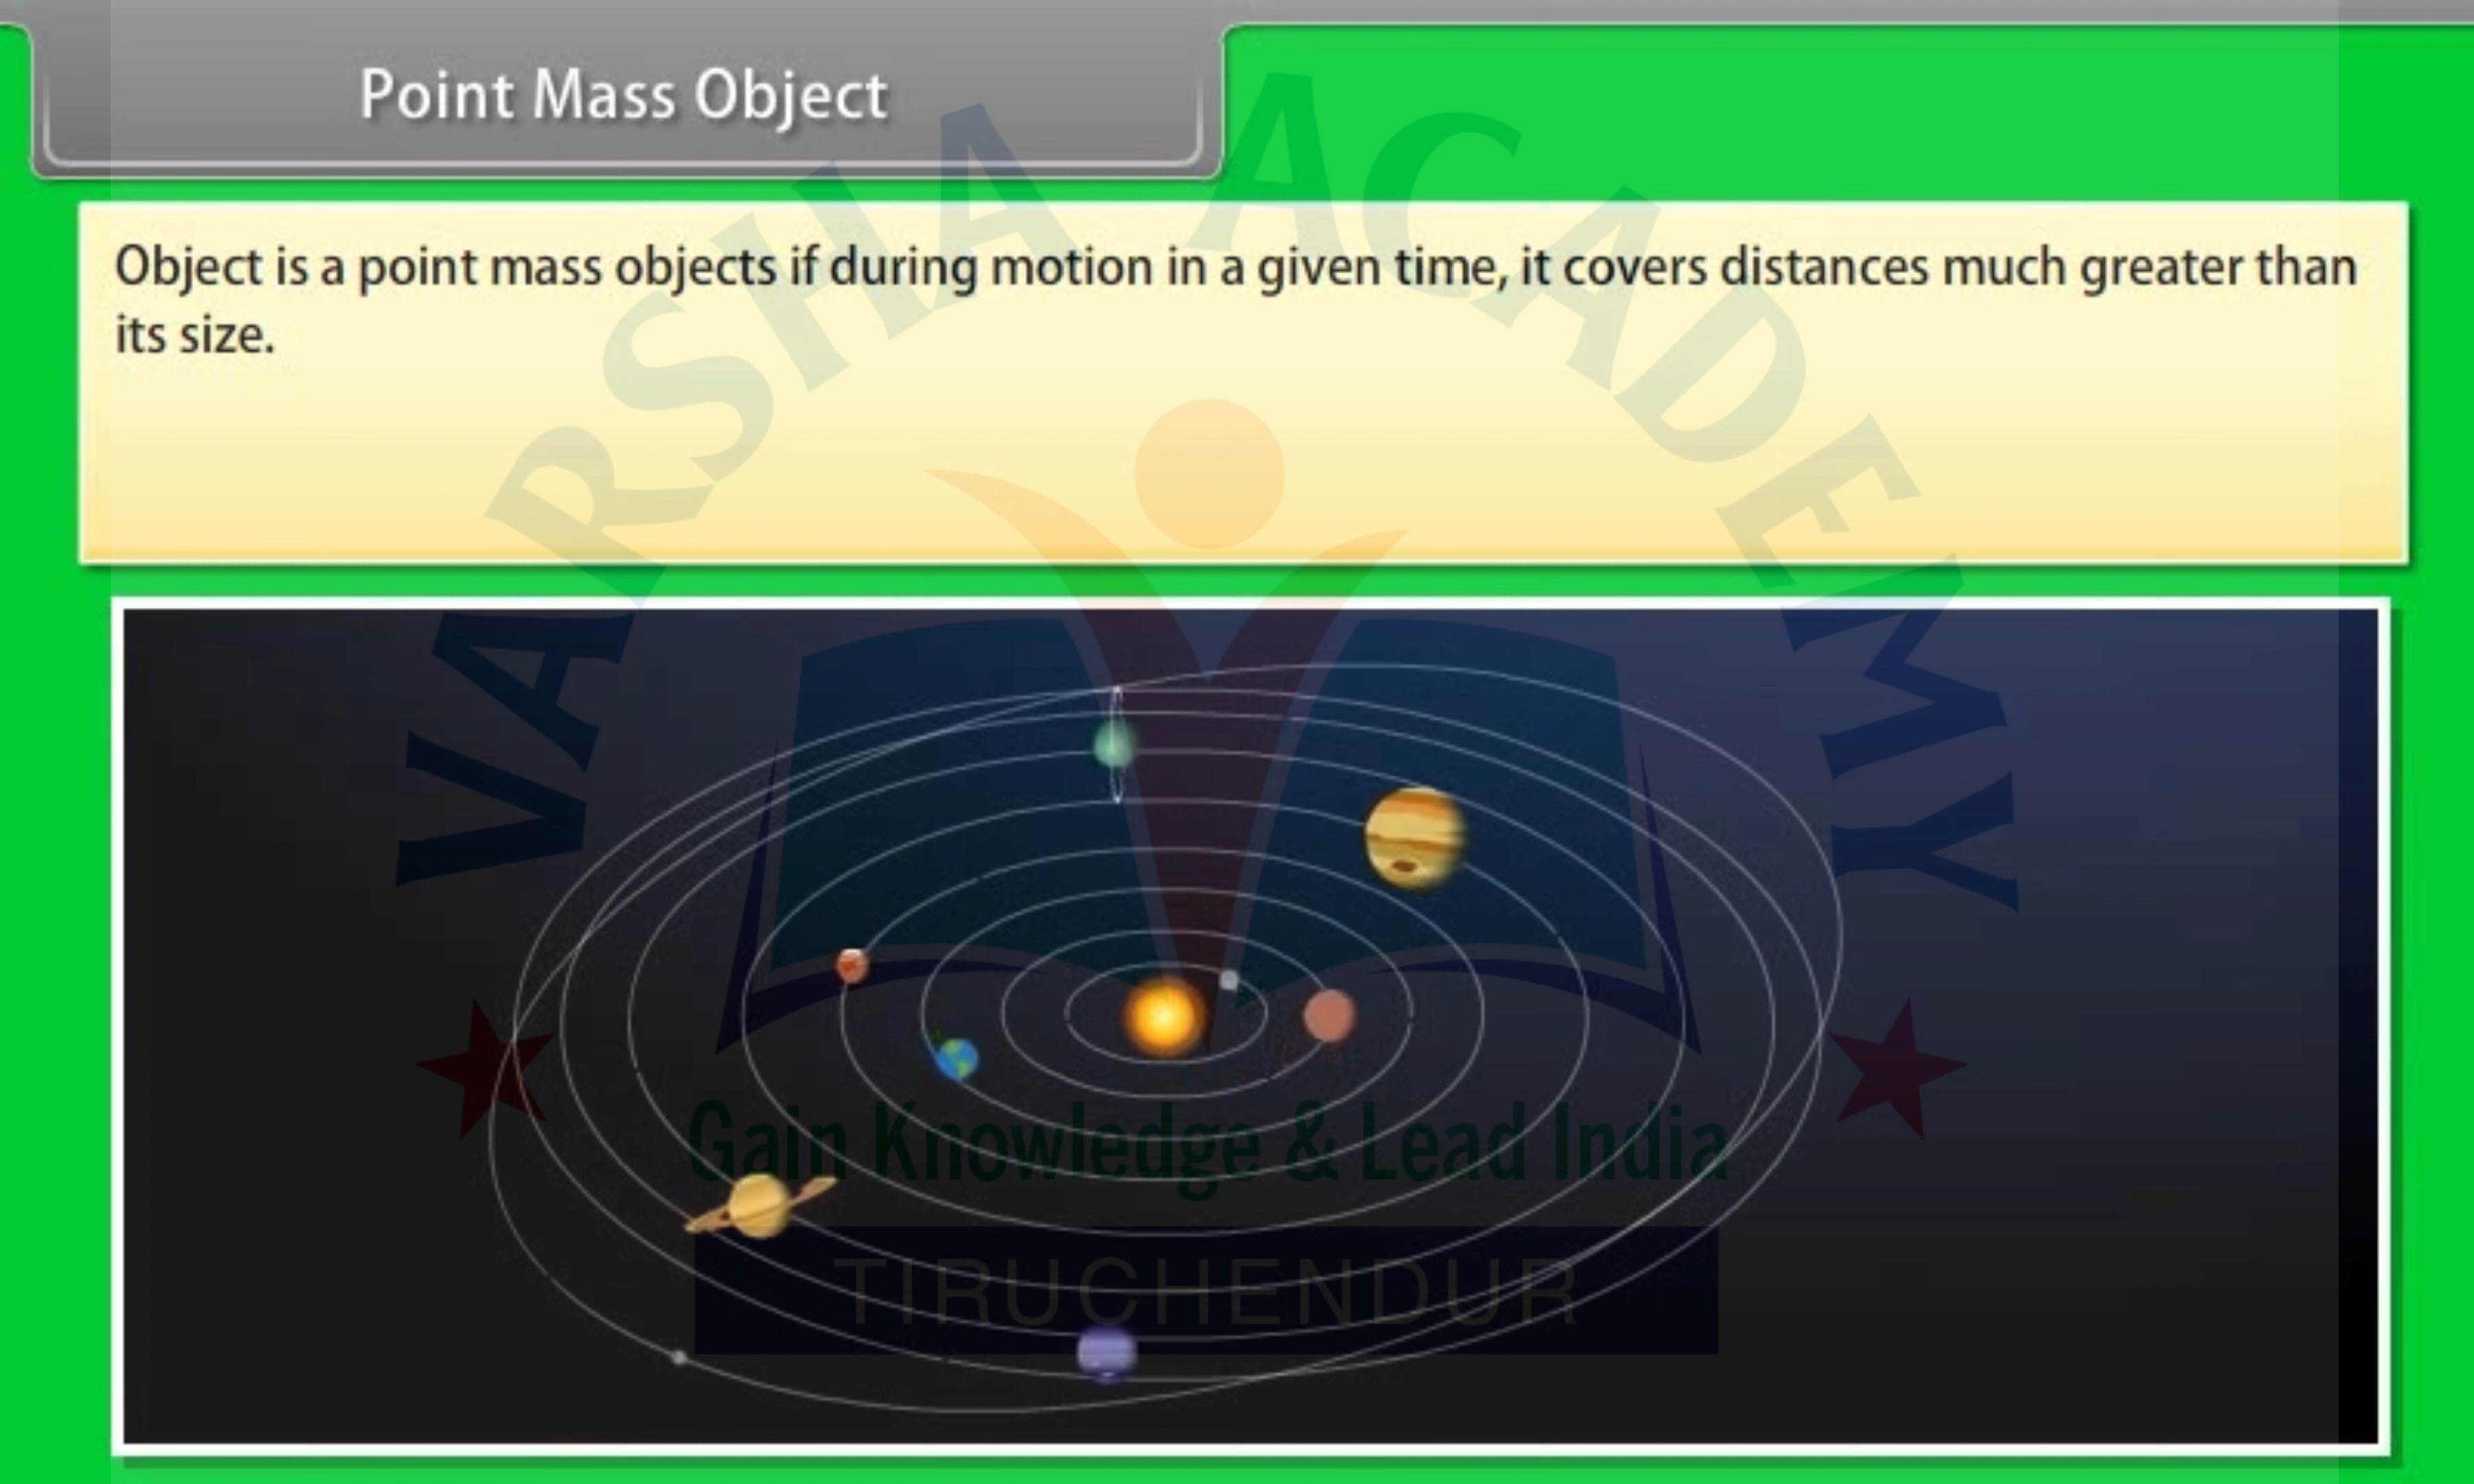 Point Mass Object
VARSHA ACADEMY
Object is a point mass objects if during motion in a given time, it covers distances much greater than
its size.
Gain Knowledge & Lead India
TIRUCHENDUR